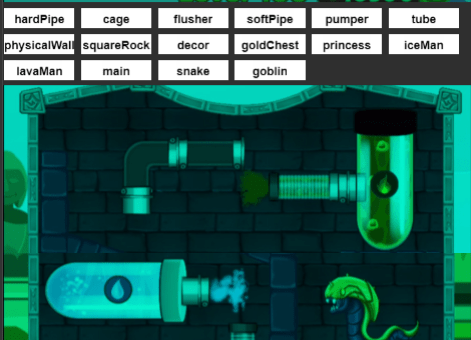 hardPipe cage flusher softPipe pumper tube
physicalWall squareRock decor goldChest princess iceMan
lavaMan main snake goblin